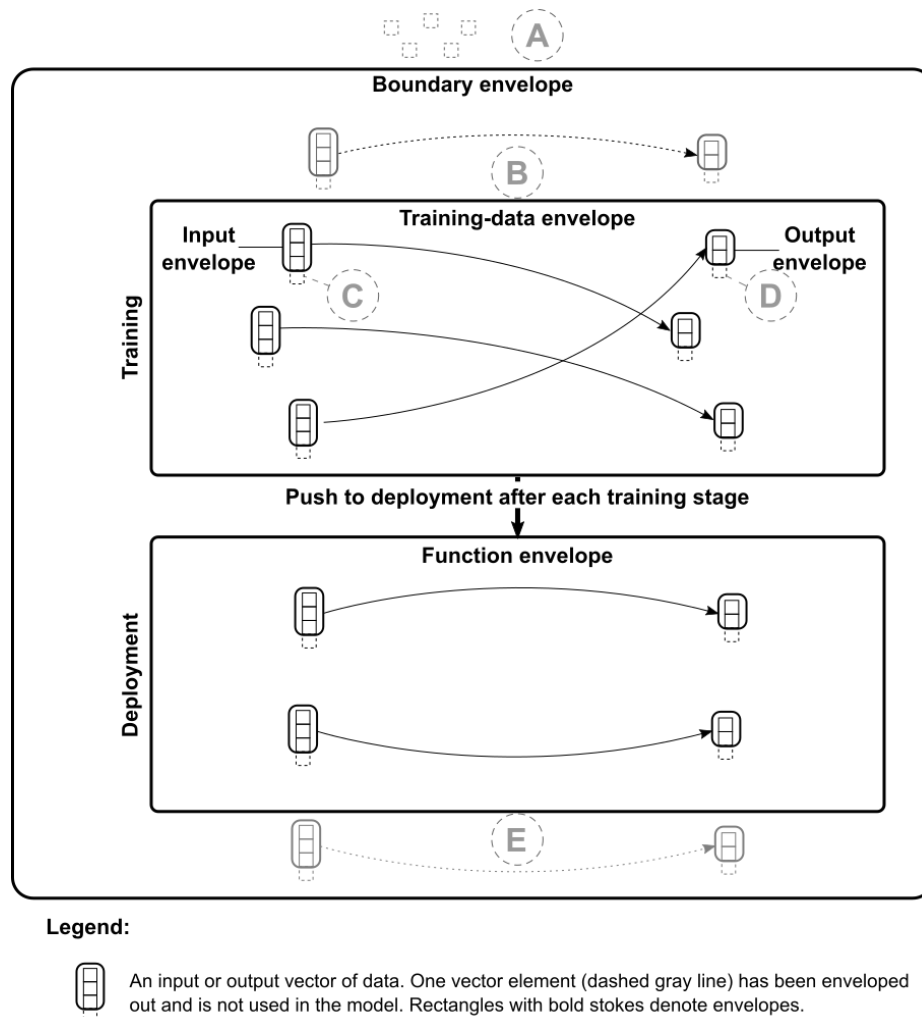 A
Boundary envelope
B
Training-data envelope
Input
envelope
Output
envelope
C
D
Training
Push to deployment after each training stage
Function envelope
Deployment
E
Legend:
An input or output vector of data. One vector element (dashed gray line) has been enveloped
out and is not used in the model. Rectangles with bold stokes denote envelopes.